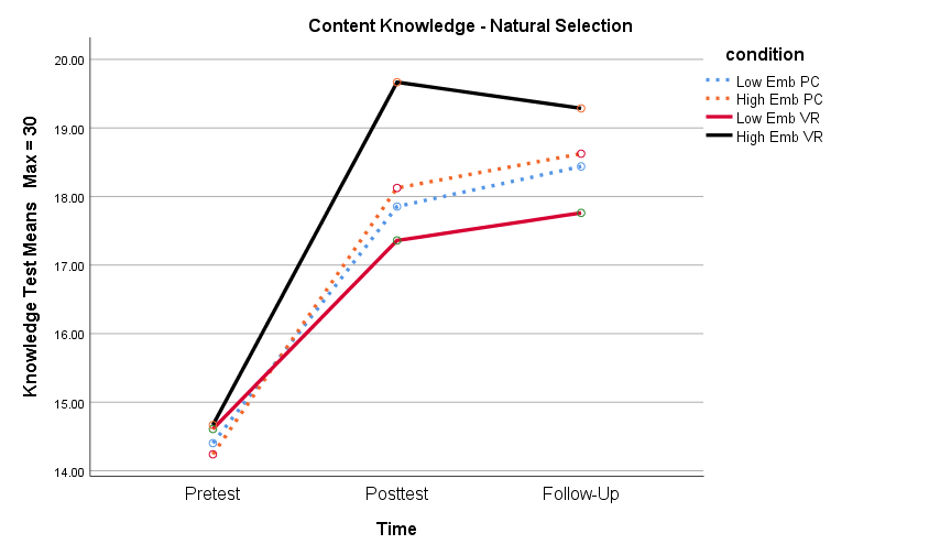 Content Knowledge - Natural Selection
Knowledge Test Means   Max = 30
20.00
19.00
18.00
17.00
16.00
15.00
14.00
Pretest
Posttest
Follow-Up
Time
condition
Low Emb PC
High Emb PC
Low Emb VR
High Emb VR